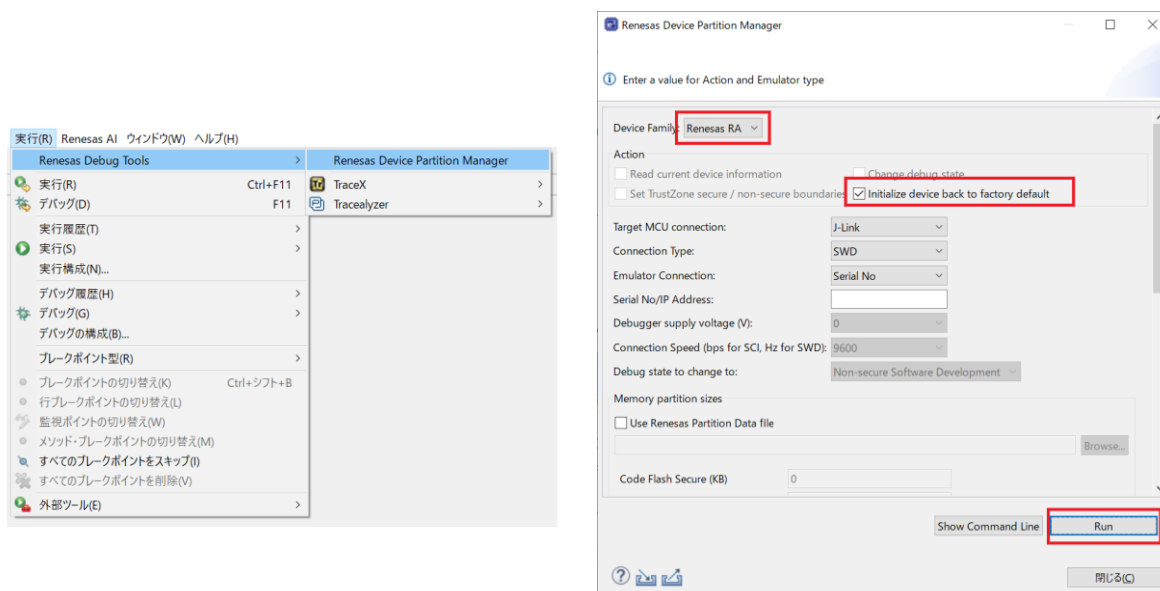 実行(R) Renesas AI ウィンドウ(W) ヘルプ(H)
Renesas Debug Tools
実行(R) Ctrl+F11
デバッグ(D) F11
実行履歴(T)
実行(S)
実行構成(N)...
デバッグ履歴(H)
デバッグ(G)
デバッグの構成(B)...
ブレークポイント型(R)
ブレークポイントの切り替え(K) Ctrl+シフト+B
行ブレークポイントの切り替え(L)
監視ポイントの切り替え(W)
メソッド・ブレークポイントの切り替え(M)
すべてのブレークポイントをスキップ(I)
すべてのブレークポイントを削除(V)
外部ツール(E)
Renesas Device Partition Manager
TraceX
Tracealyzer
Renesas Device Partition Manager
Enter a value for Action and Emulator type
Device Family: Renesas RA
Action
Read current device information Change debug state
Set TrustZone secure / non-secure boundaries Initialize device back to factory default
Target MCU connection: J-Link
Connection Type: SWD
Emulator Connection: Serial No
Serial No/IP Address:
Debugger supply voltage (V): 0
Connection Speed (bps for SCI, Hz for SWD): 9600
Debug state to change to: Non-secure Software Development
Memory partition sizes
Use Renesas Partition Data file
Browse...
Code Flash Secure (KB) 0
Show Command Line Run
閉じる(C)